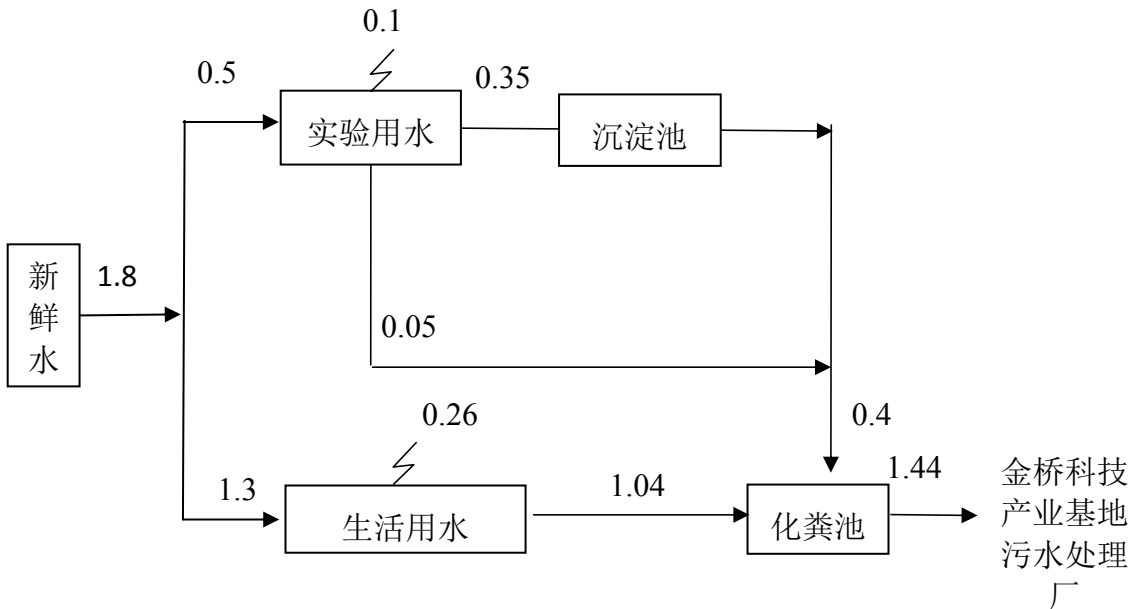 0.1
0.5
0.35
实验用水
沉淀池
新
鲜
水
1.8
0.05
0.26
0.4
1.3
1.04
1.44
生活用水
化粪池
金桥科技
产业基地
污水处理
厂